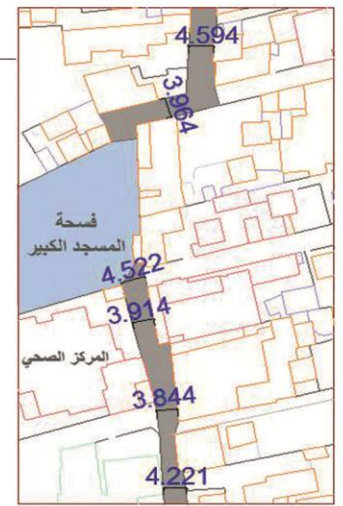 4.594
3.964
فسحة
المسجد الكبير
4.522
3.914
المركز الصحي
3.844
4.221